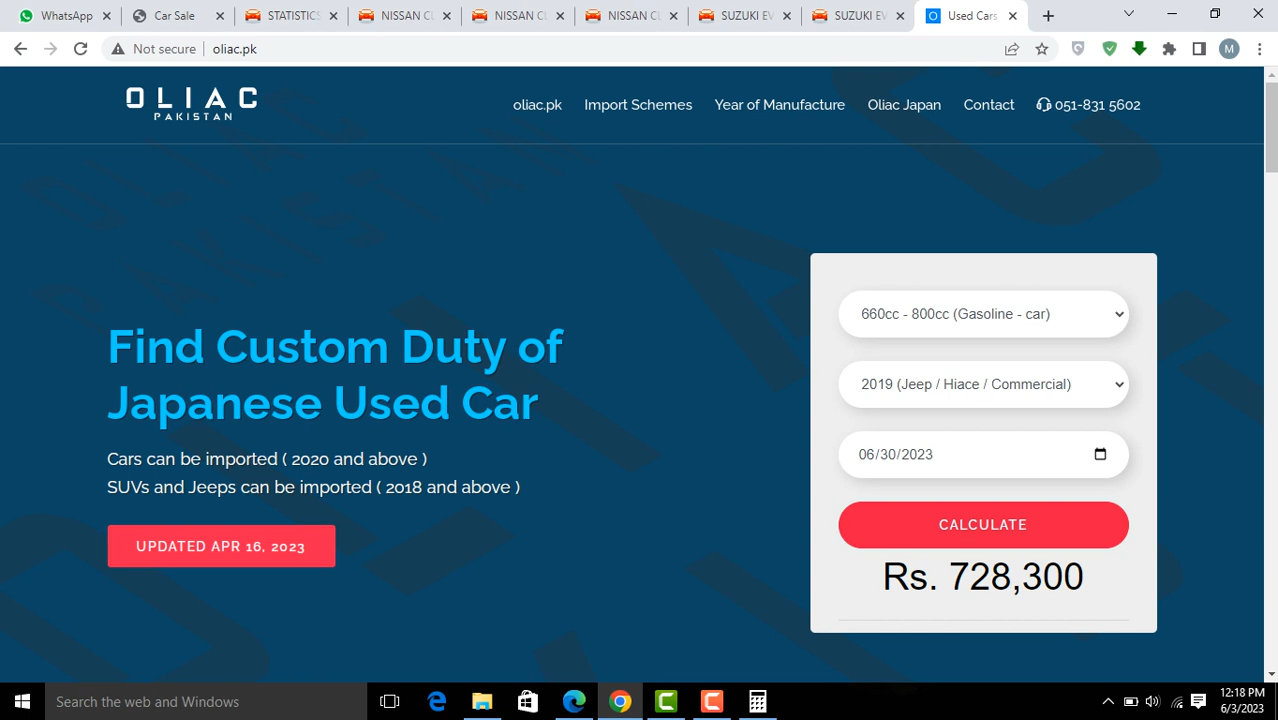 WhatsApp
Car Sale
STATISTICS
NISSAN CL
NISSAN CL
NISSAN CL
SUZUKI EV
SUZUKI EV
Used Cars
Not secure
oliac.pk
M
OLIAC
PAKISTAN
oliac.pk
Import Schemes
Year of Manufacture
Oliac Japan
Contact
051-831 5602
Find Custom Duty of
Japanese Used Car
Cars can be imported ( 2020 and above )
SUVs and Jeeps can be imported ( 2018 and above )
UPDATED APR 16, 2023
660cc - 800cc (Gasoline - car)
2019 (Jeep / Hiace / Commercial)
06/30/2023
CALCULATE
Rs. 728,300
Search the web and Windows
12:18 PM
6/3/2023